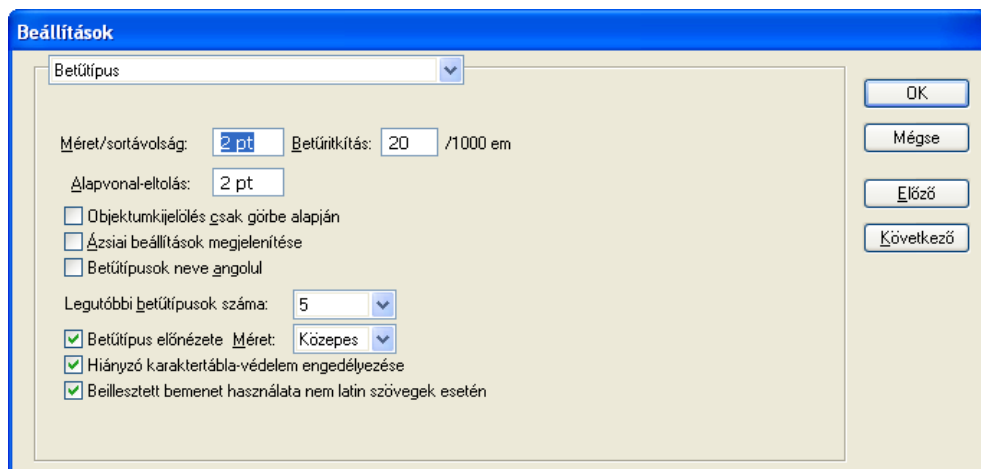 Beállítások
Betűtípus
OK
Méret/sortávolság: 2 pt Betűritkítás: 20 /1000 em
Mégse
Alapvonal-eltolás: 2 pt
Előző
Objektumkijelölés csak görbe alapján
Ázsiai beállítások megjelenítése
Következő
Betűtípusok neve angolul
Legutóbbi betűtípusok száma: 5
Betűtípus előnézete Méret: Közepes
Hiányzó karaktertábla-védelem engedélyezése
Beillesztett bemenet használata nem latin szövegek esetén